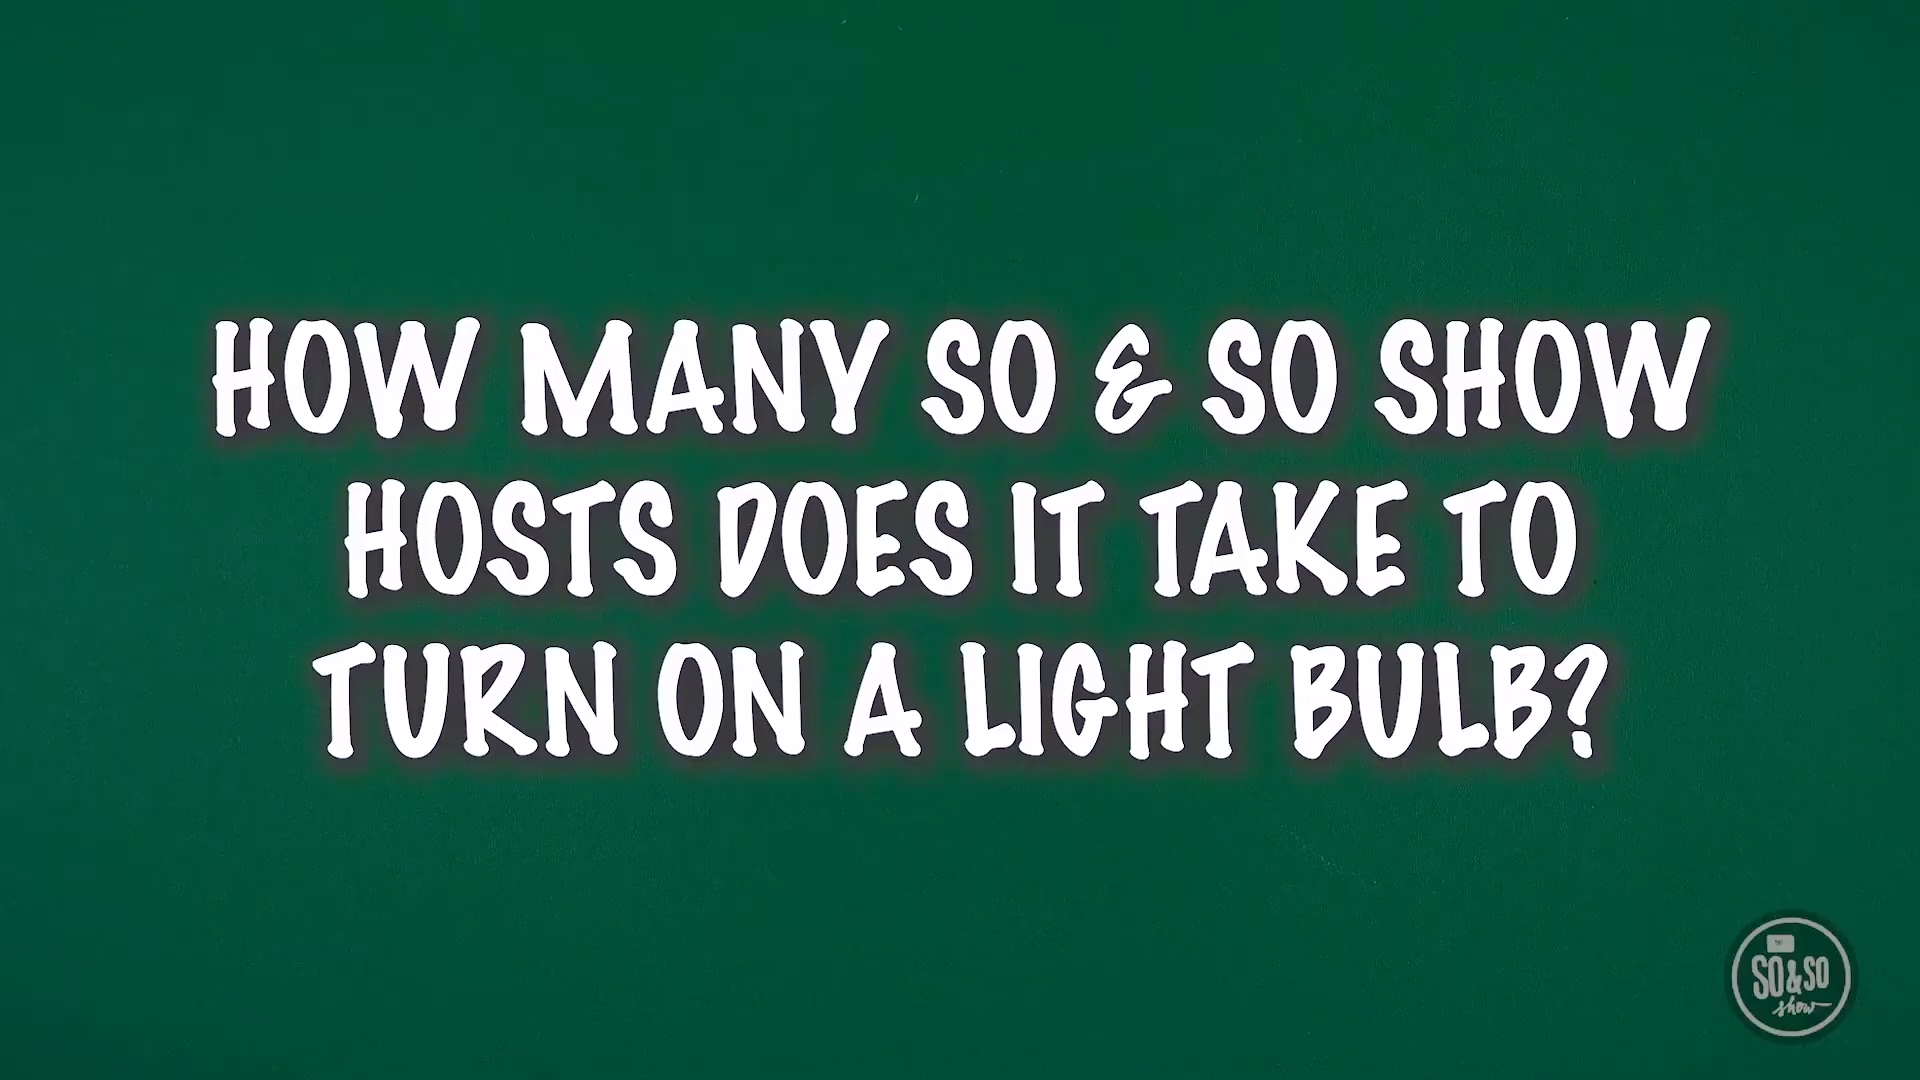 HOW MANY SO & SO SHOW
HOSTS DOES IT TAKE TO
TURN ON A LIGHT BULB?
SO & SO
show